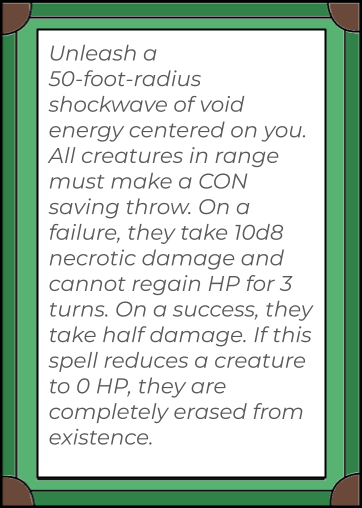 Unleash a
50-foot-radius
shockwave of void
energy centered on you.
All creatures in range
must make a CON
saving throw. On a
failure, they take 10d8
necrotic damage and
cannot regain HP for 3
turns. On a success, they
take half damage. If this
spell reduces a creature
to 0 HP, they are
completely erased from
existence.